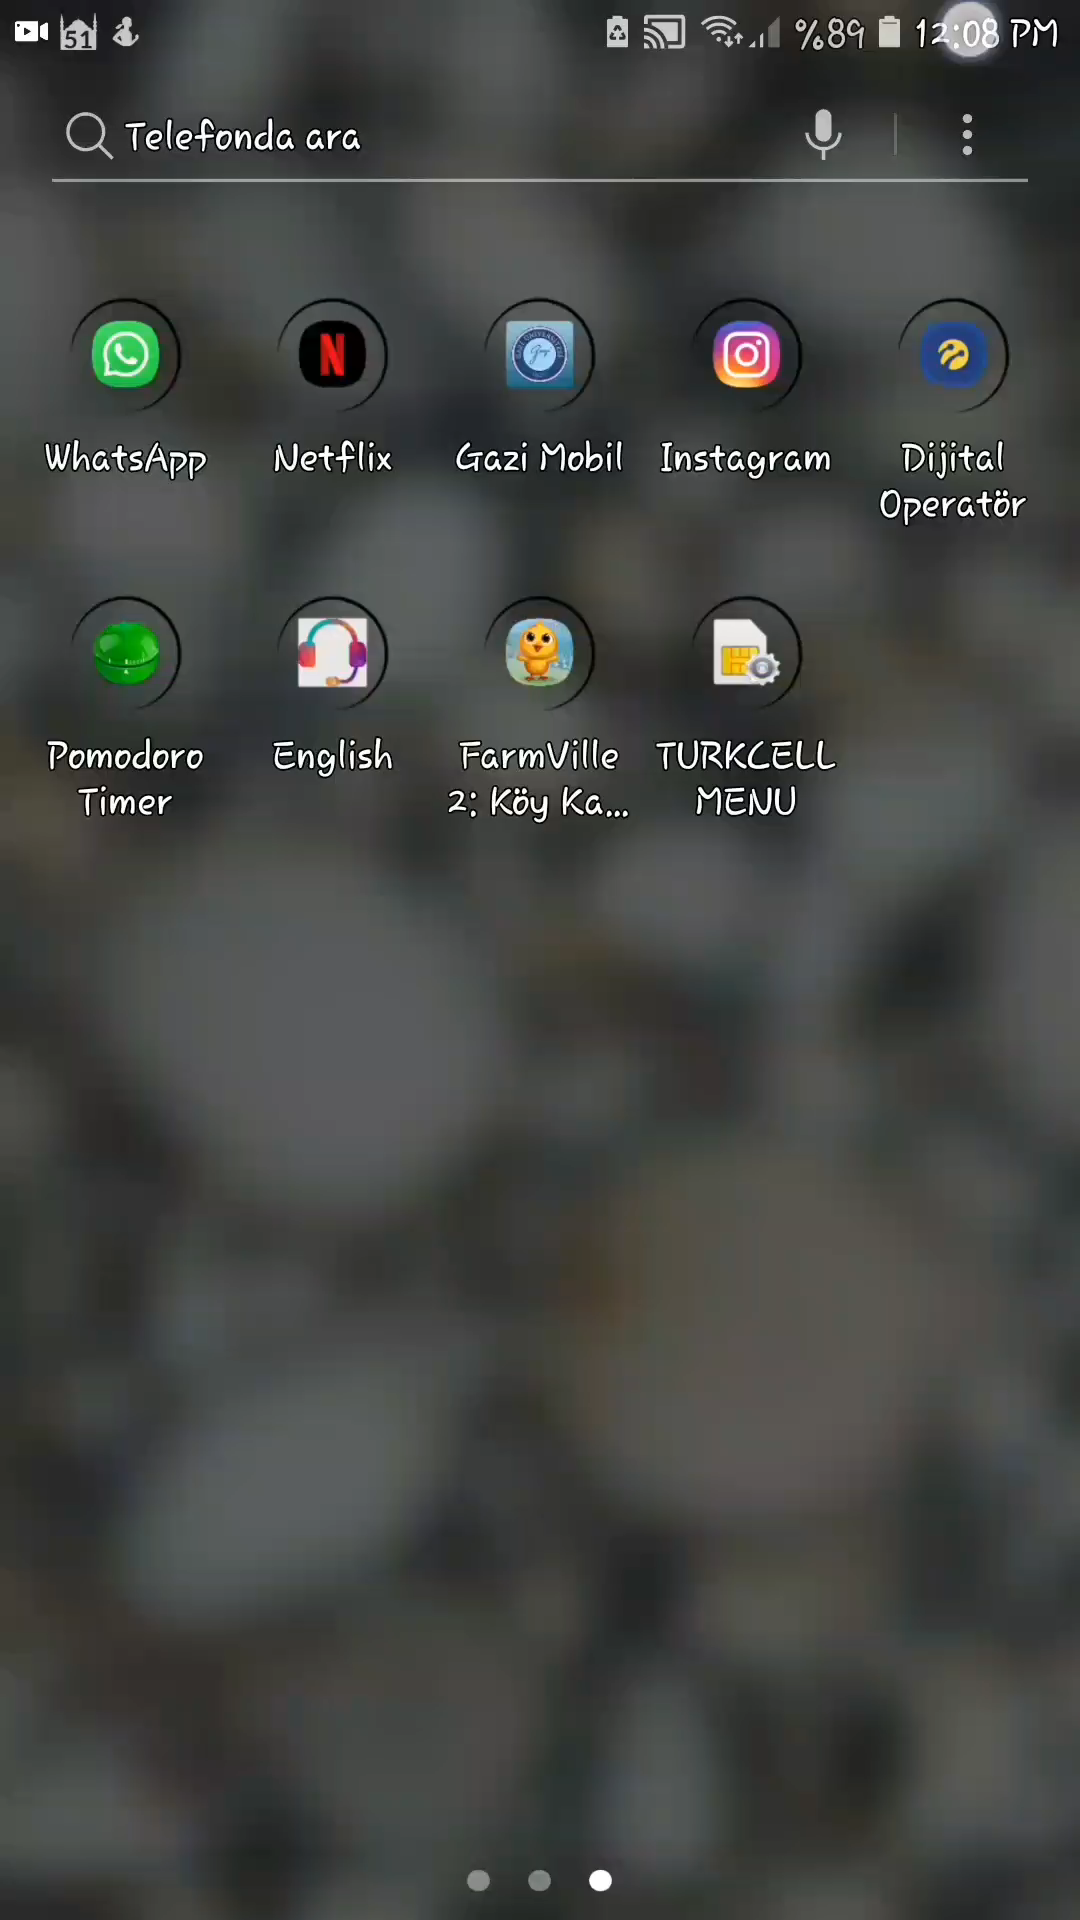 51 %89 12:08 PM
Telefonda ara
WhatsApp Netflix Gazi Mobil Instagram Dijital
Operatör
Pomodoro English FarmVille TURKCELL
Timer 2: Köy Ka... MENU